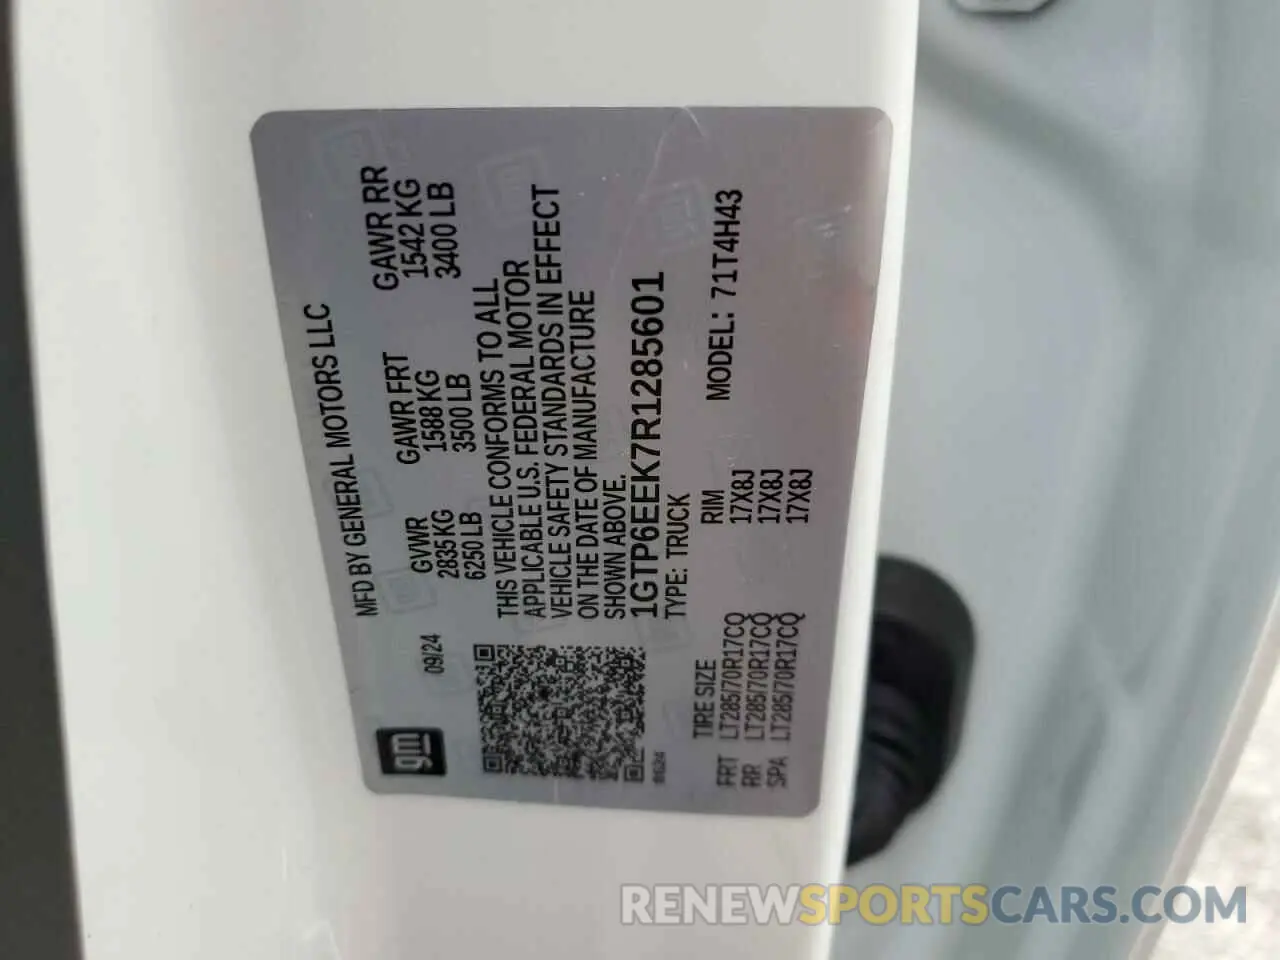 MFD BY GENERAL MOTORS LLC
gm
09/24
GVWR
2835 KG
6250 LB
GAWR FRT
1588 KG
3500 LB
GAWR RR
1542 KG
3400 LB
THIS VEHICLE CONFORMS TO ALL
APPLICABLE U.S. FEDERAL MOTOR
VEHICLE SAFETY STANDARDS IN EFFECT
ON THE DATE OF MANUFACTURE
SHOWN ABOVE.
1GTP6EEK7R1285601
TYPE: TRUCK
MODEL: 71T4H43
TIRE SIZE RIM
FRT LT285/70R17CQ 17X8J
RR LT285/70R17CQ 17X8J
SPA LT285/70R17CQ 17X8J
RENEWSPORTSCARS.COM